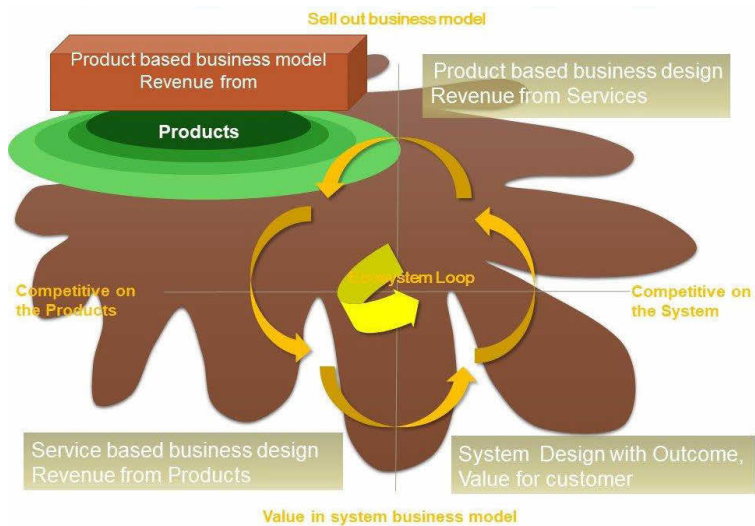 Sell out business model
Product based business model
Revenue from
Products
Product based business design
Revenue from Services
Ecosystem Loop
Competitive on
the Products
Competitive on
the System
Service based business design
Revenue from Products
System Design with Outcome,
Value for customer
Value in system business model